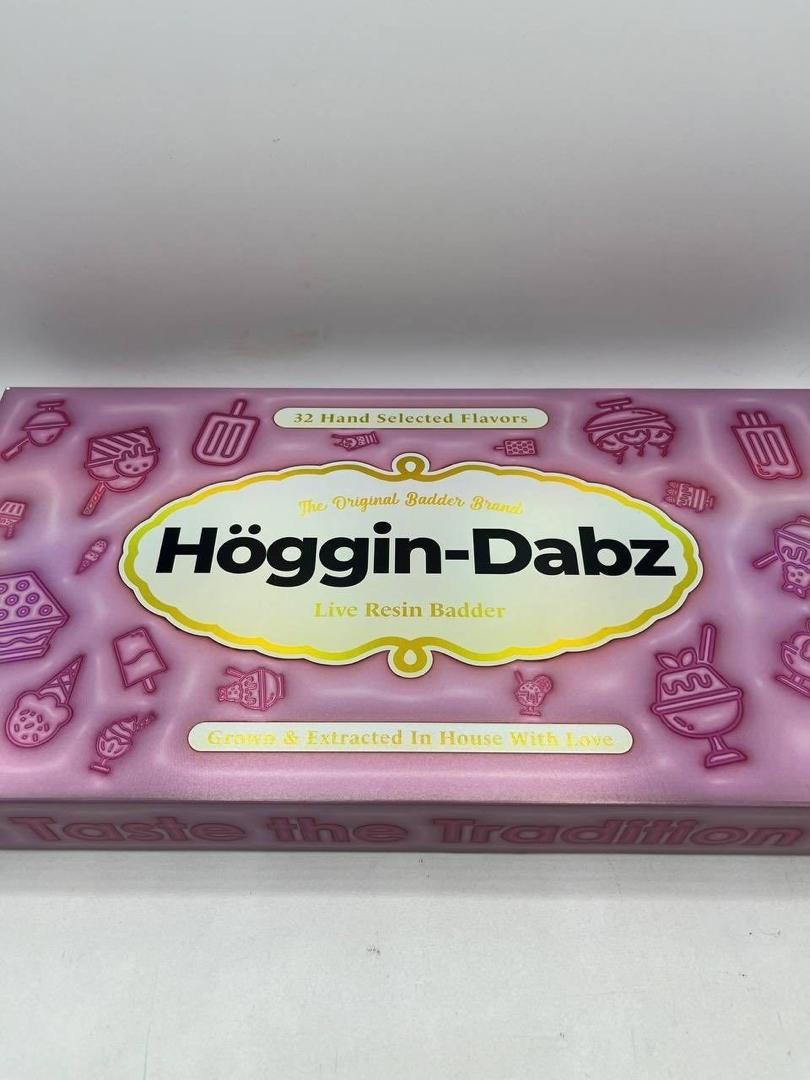 32 Hand Selected Flavors
The Original Badder Brand
Höggin-Dabz
Live Resin Badder
Grown & Extracted In House With Love
Taste the Tradition